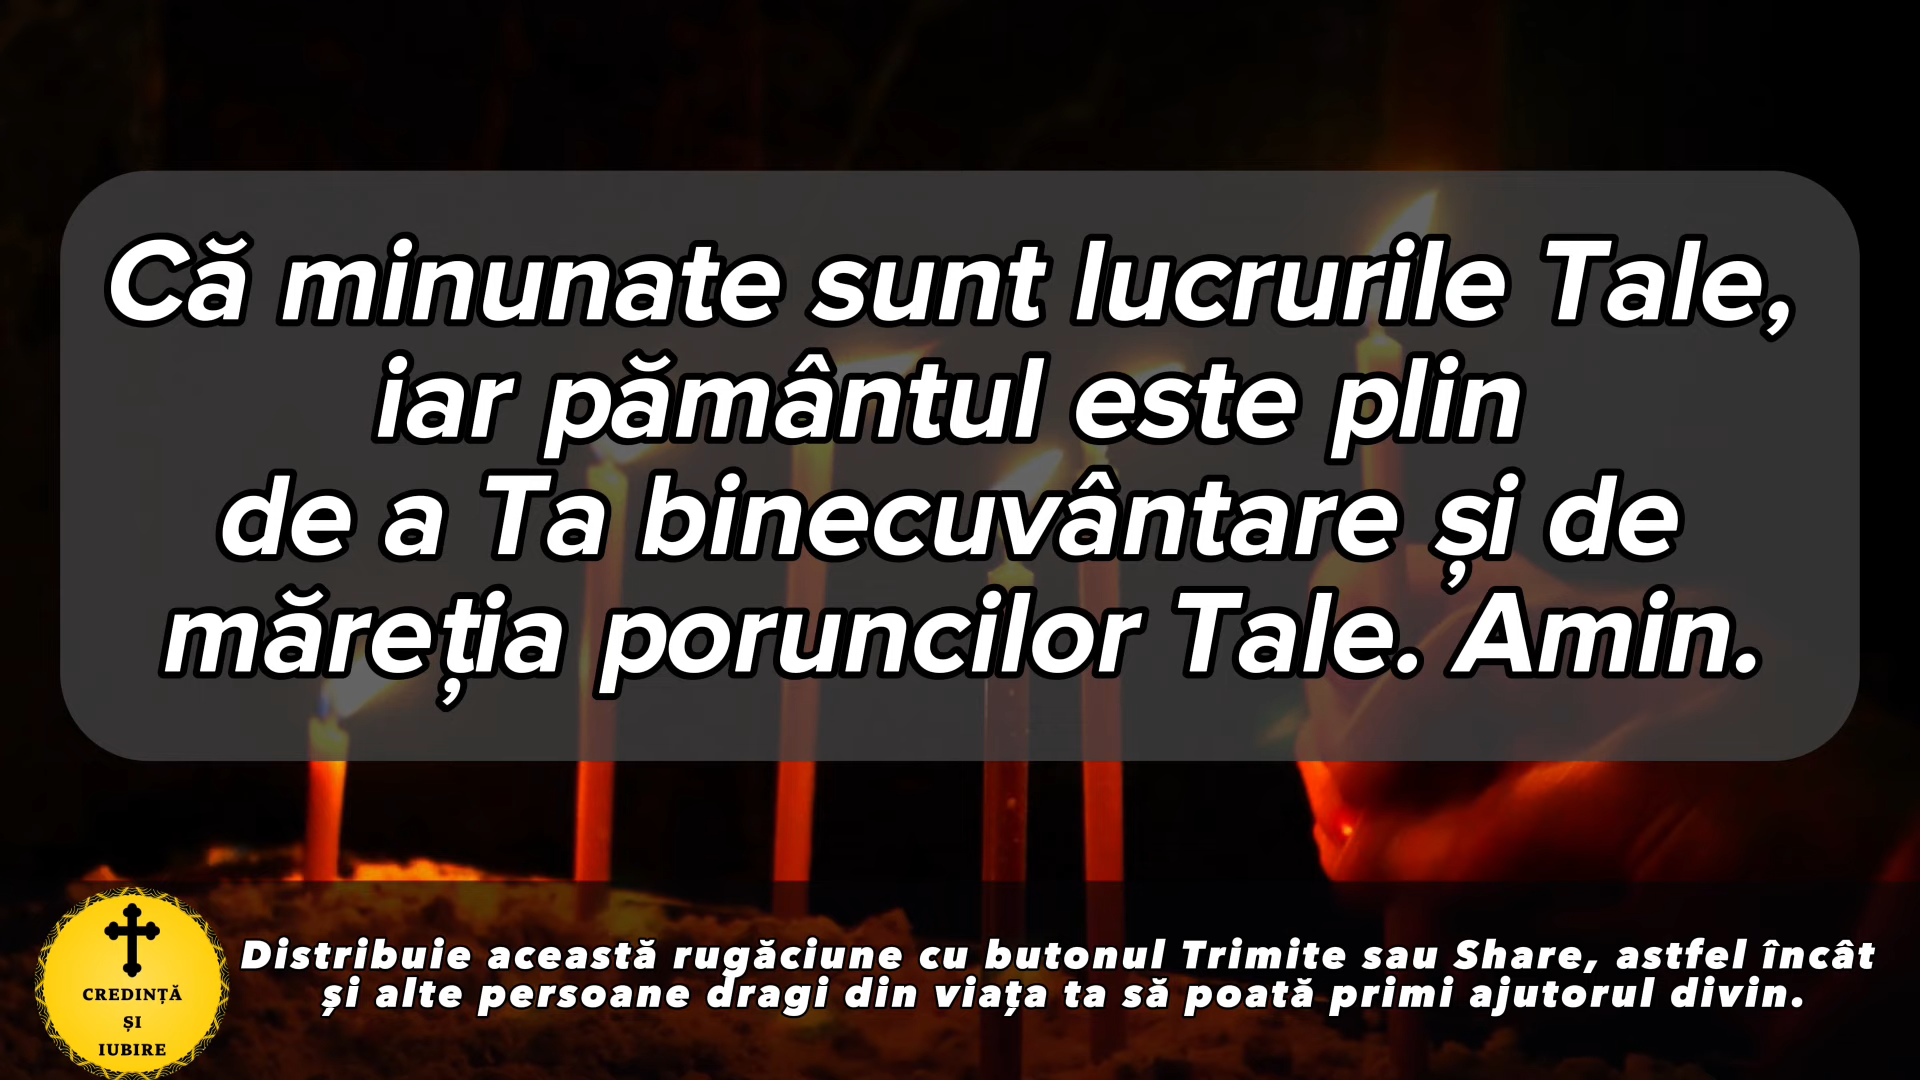 Că minunate sunt lucrurile Tale,
iar pământul este plin
de a Ta binecuvântare și de
măreția poruncilor Tale. Amin.
Distribuie această rugăciune cu butonul Trimite sau Share, astfel încât
și alte persoane dragi din viața ta să poată primi ajutorul divin.
CREDINȚĂ
ȘI
IUBIRE